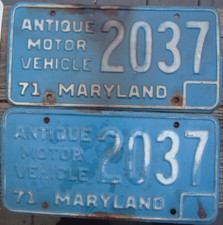 ANTIQUE
MOTOR
VEHICLE
2037
71 MARYLAND
ANTIQUE
MOTOR
VEHICLE
2037
71 MARYLAND